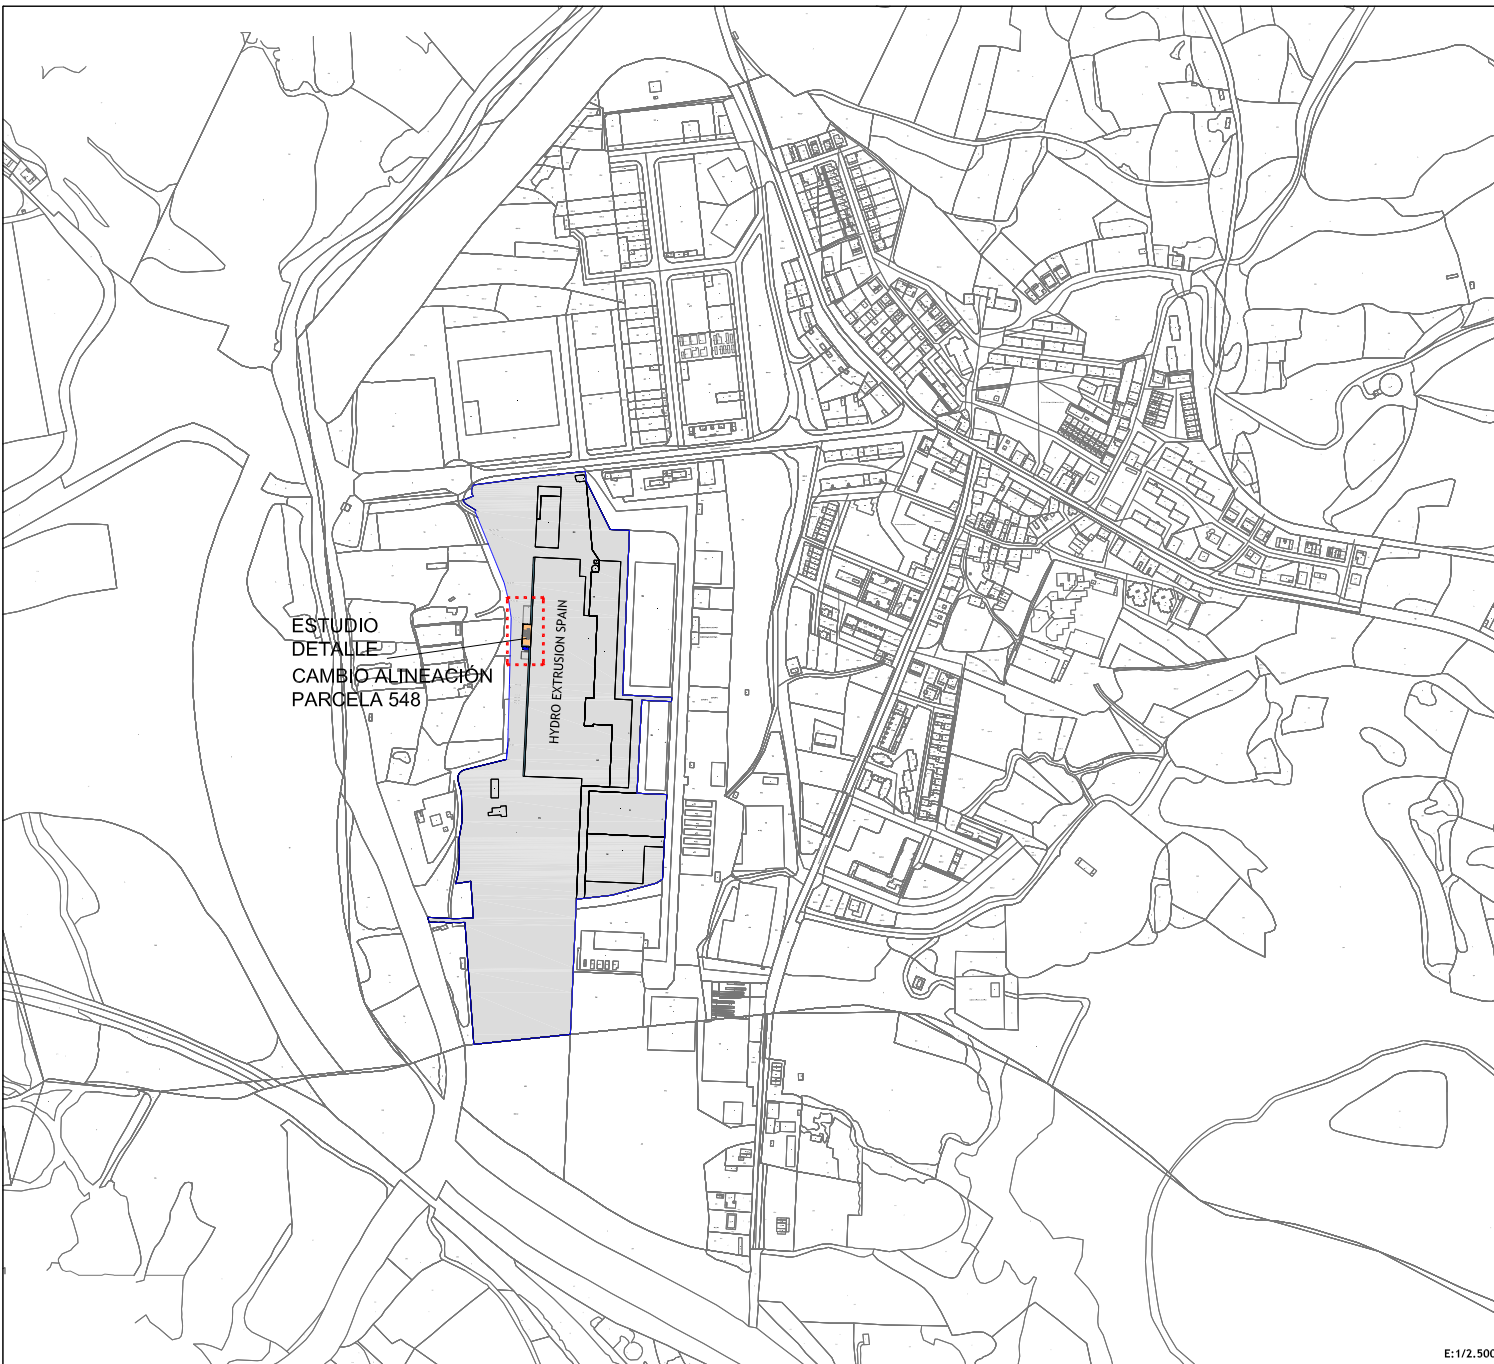 ESTUDIO
DETALLE
CAMBIO ALINEACIÓN
PARCELA 548
HYDRO EXTRUSION SPAIN
E:1/2.500